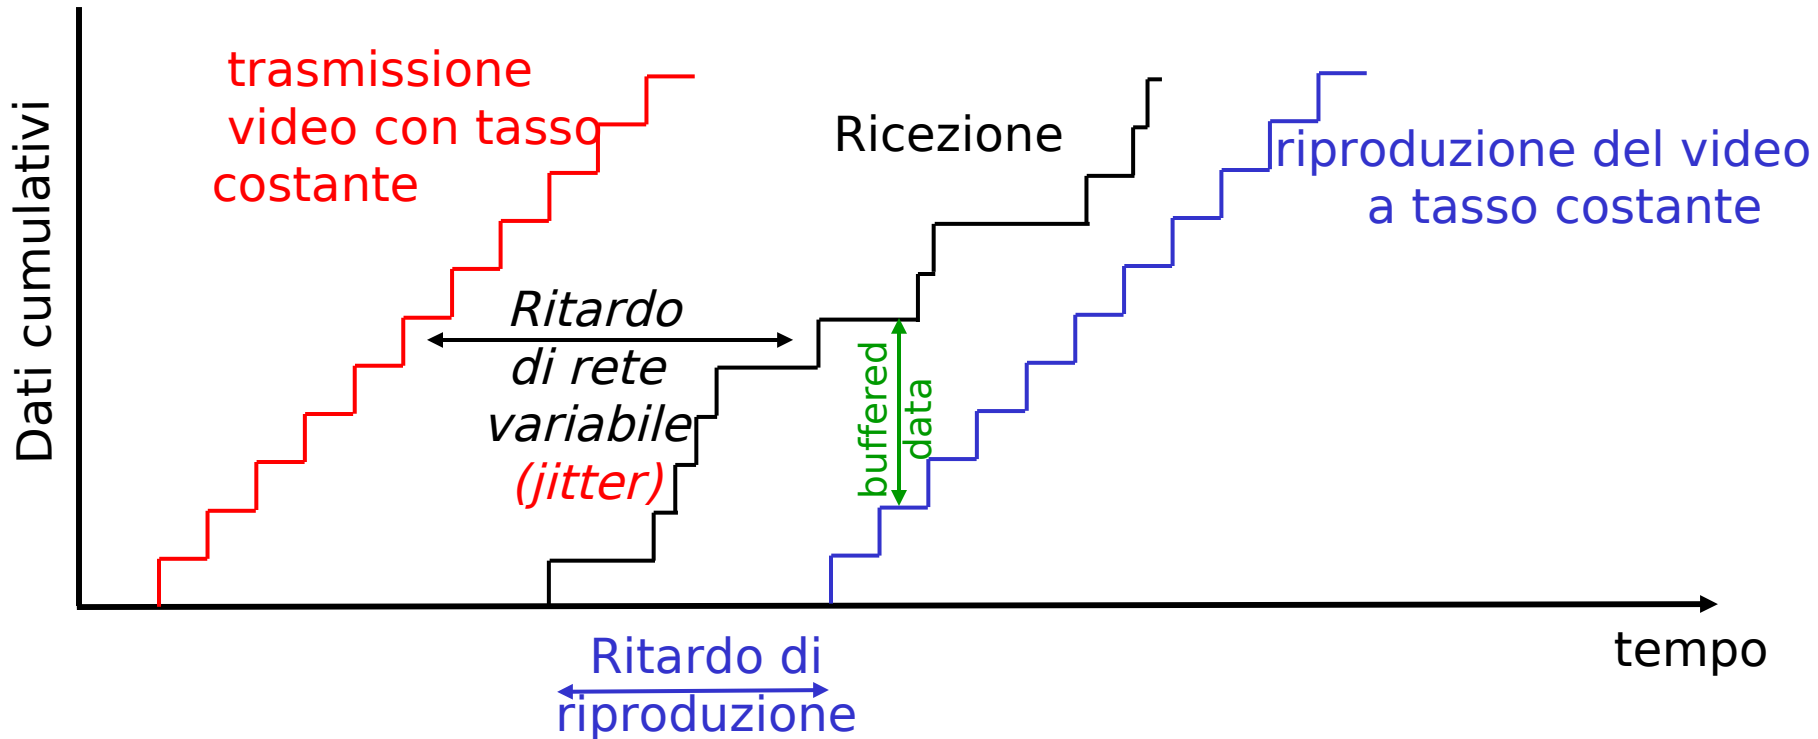 trasmissione
video con tasso
costante
Dati cumulativi
Ricezione
riproduzione del video
a tasso costante
Ritardo
di rete
variabile
(jitter)
buffered
data
tempo
Ritardo di
riproduzione